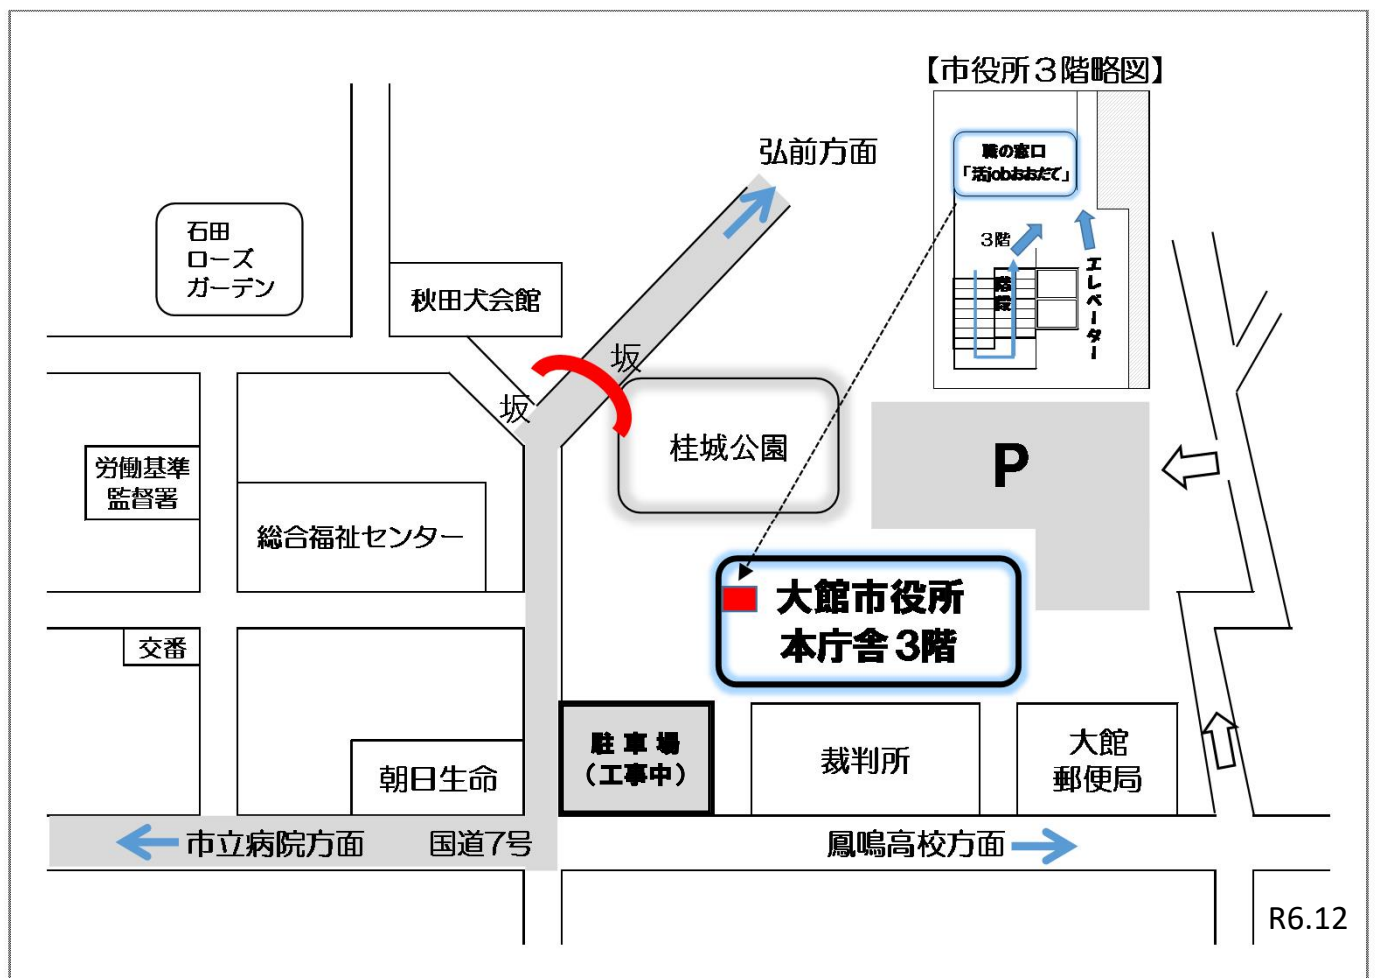 【市役所３階略図】
職の窓口
「活jobおおだて」
３階
階段
エレベーター
弘前方面
石田
ローズ
ガーデン
秋田犬会館
坂
坂
桂城公園
P
労働基準
監督署
総合福祉センター
大館市役所
本庁舎３階
交番
駐車場
（工事中）
裁判所
大館
郵便局
朝日生命
市立病院方面
国道7号
鳳鳴高校方面
R6.12